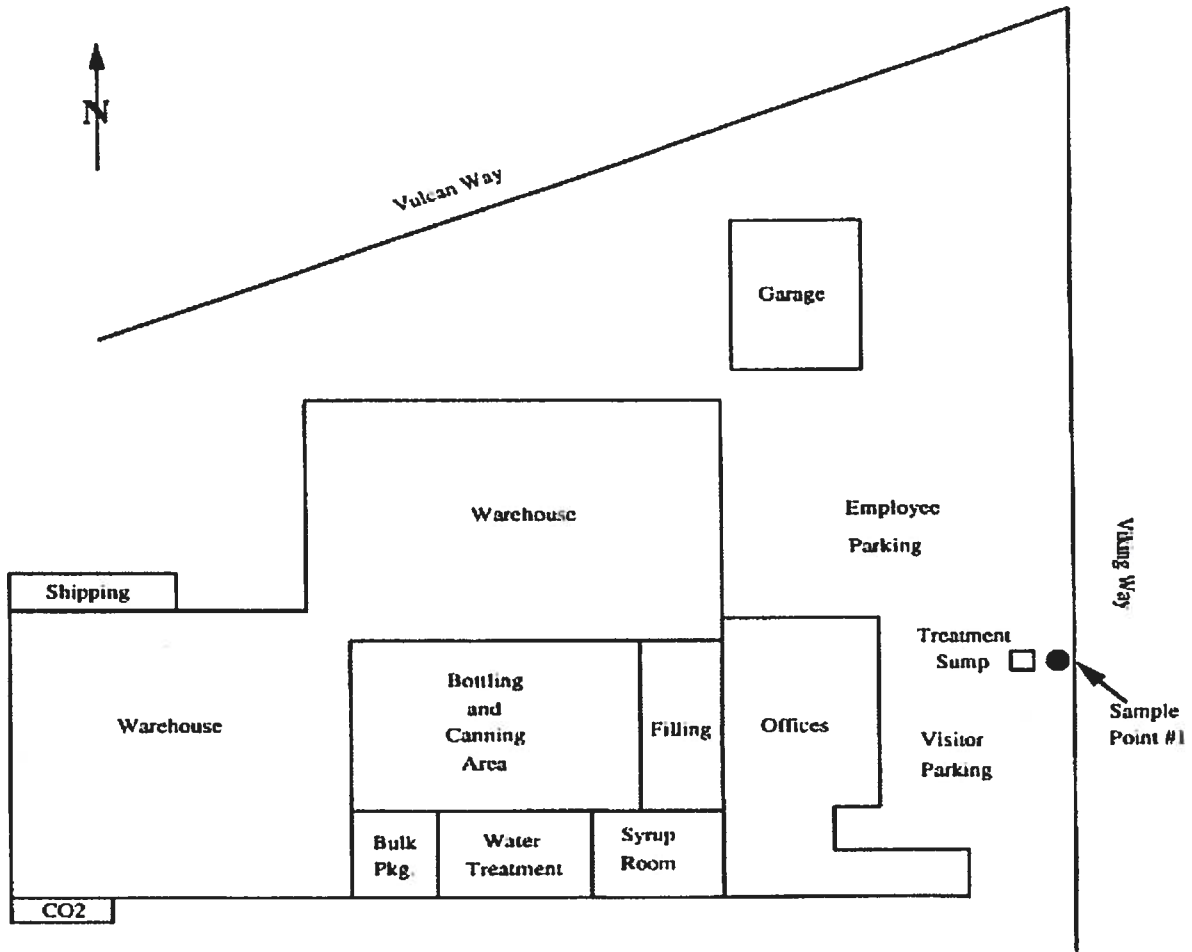 N
Vulcan Way
Garage
Warehouse
Employee
Parking
Viking Way
Shipping
Treatment
Sump
Sample
Point #1
Warehouse
Bottling
and
Canning
Area
Filling
Offices
Visitor
Parking
Bulk
Pkg.
Water
Treatment
Syrup
Room
CO2